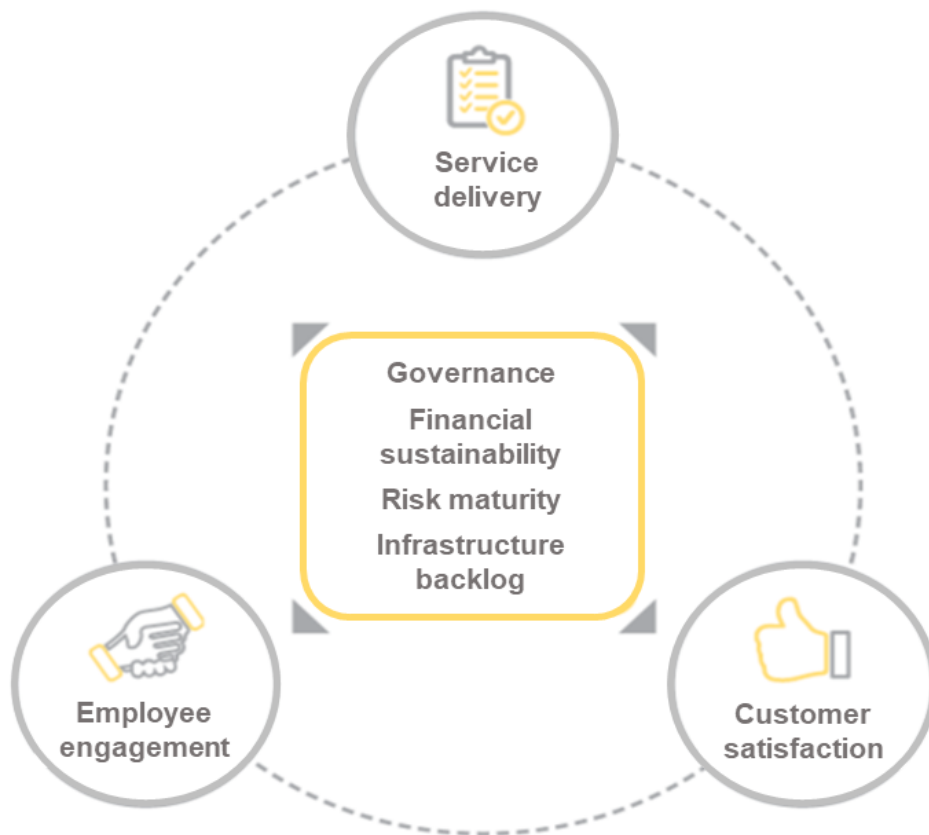 Service
delivery
Governance
Financial
sustainability
Risk maturity
Infrastructure
backlog
Employee
engagement
Customer
satisfaction